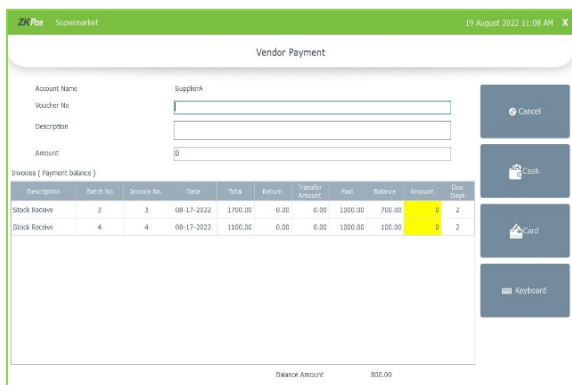 ZKPos Supermarket 19 August 2022 11:08 AM X
Vendor Payment
Account Name SupplierA
Voucher No
Description
Amount 0
Invoices ( Payment balance )
Description Batch No Invoice No. Date Total Return Transfer Amount Paid Balance Amount Due Days
Stock Receive 3 3 08-17-2022 1700.00 0.00 0.00 1000.00 700.00 0 2
Stock Receive 4 4 08-17-2022 1100.00 0.00 0.00 1000.00 100.00 0 2
Balance Amount 800.00
Cancel
Cash
Card
Keyboard